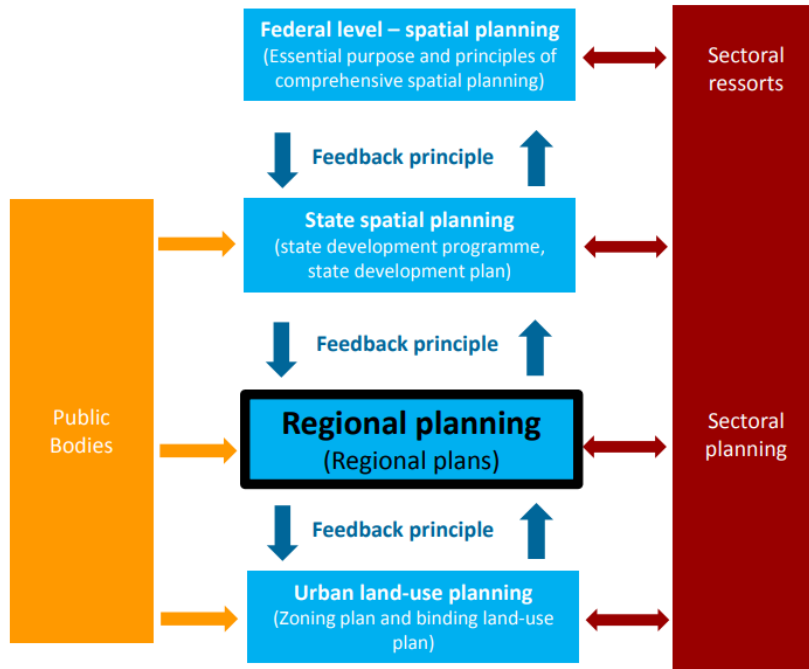 Federal level – spatial planning
(Essential purpose and principles of
comprehensive spatial planning)
Sectoral
ressorts
Feedback principle
State spatial planning
(state development programme,
state development plan)
Feedback principle
Public
Bodies
Regional planning
(Regional plans)
Sectoral
planning
Feedback principle
Urban land-use planning
(Zoning plan and binding land-use
plan)